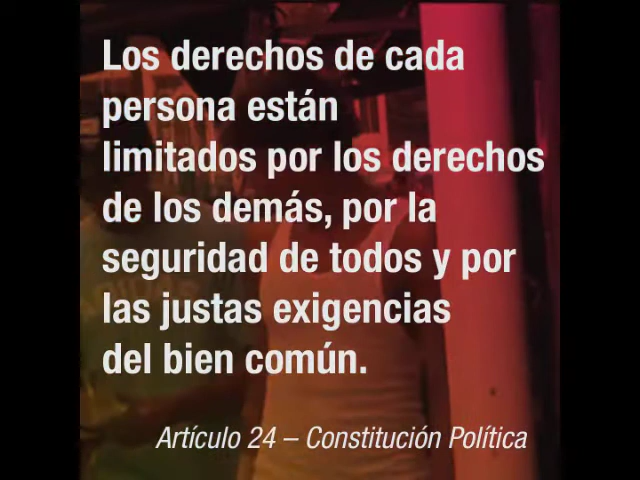 Los derechos de cada
persona están
limitados por los derechos
de los demás, por la
seguridad de todos y por
las justas exigencias
del bien común.
Artículo 24 – Constitución Política